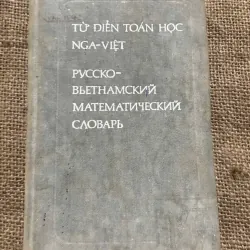 TỪ ĐIỂN TOÁN HỌC
NGA-VIỆT
РУССКО-
ВЬЕТНАМСКИЙ
МАТЕМАТИЧЕСКИЙ
СЛОВАРЬ